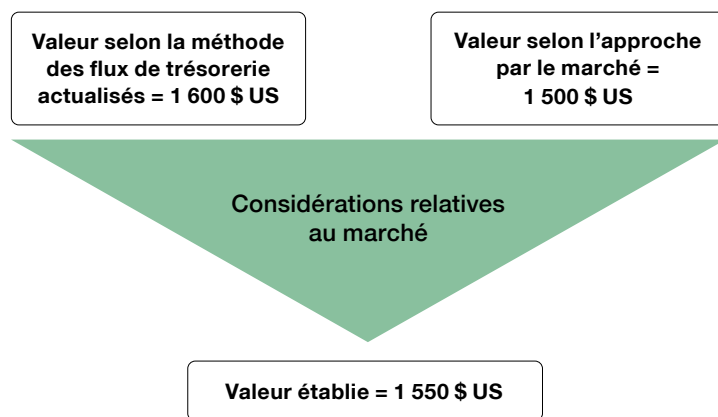 Valeur selon la méthode
des flux de trésorerie
actualisés = 1 600 $ US
Valeur selon l’approche
par le marché =
1 500 $ US
Considérations relatives
au marché
Valeur établie = 1 550 $ US